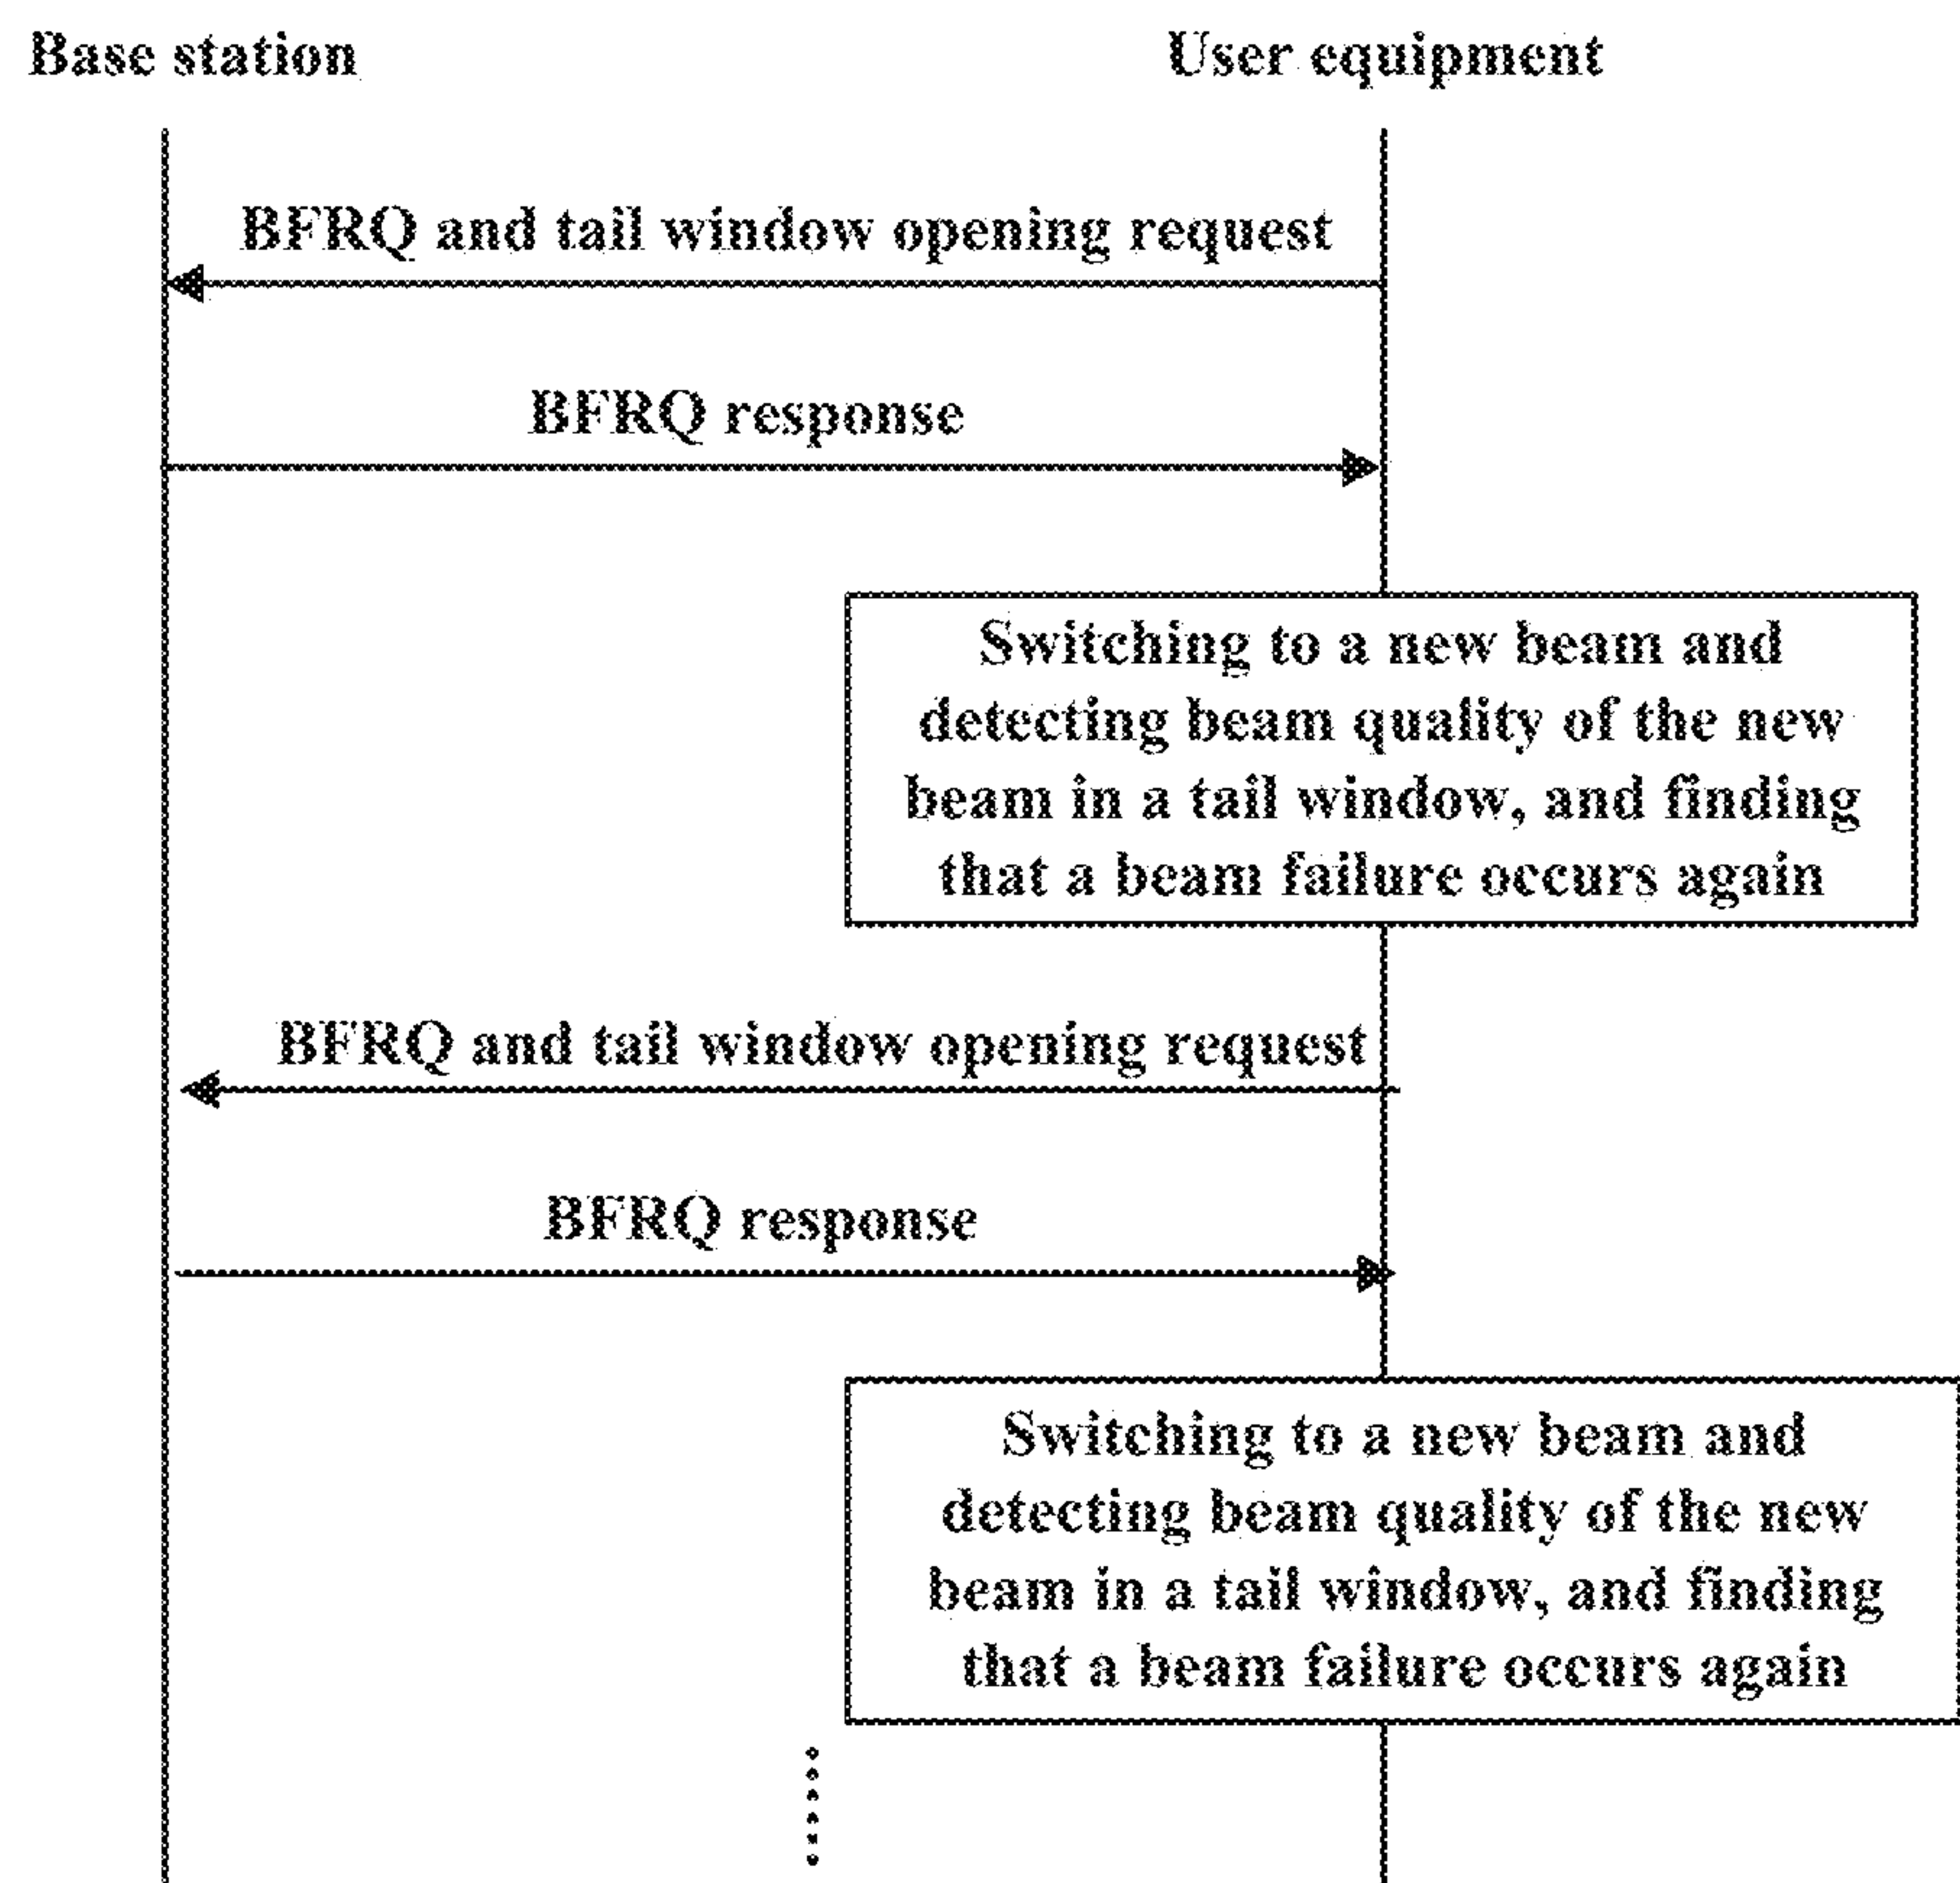 Base station
User equipment
BFRQ and tail window opening request
BFRQ response
Switching to a new beam and
detecting beam quality of the new
beam in a tail window, and finding
that a beam failure occurs again
BFRQ and tail window opening request
BFRQ response
Switching to a new beam and
detecting beam quality of the new
beam in a tail window, and finding
that a beam failure occurs again